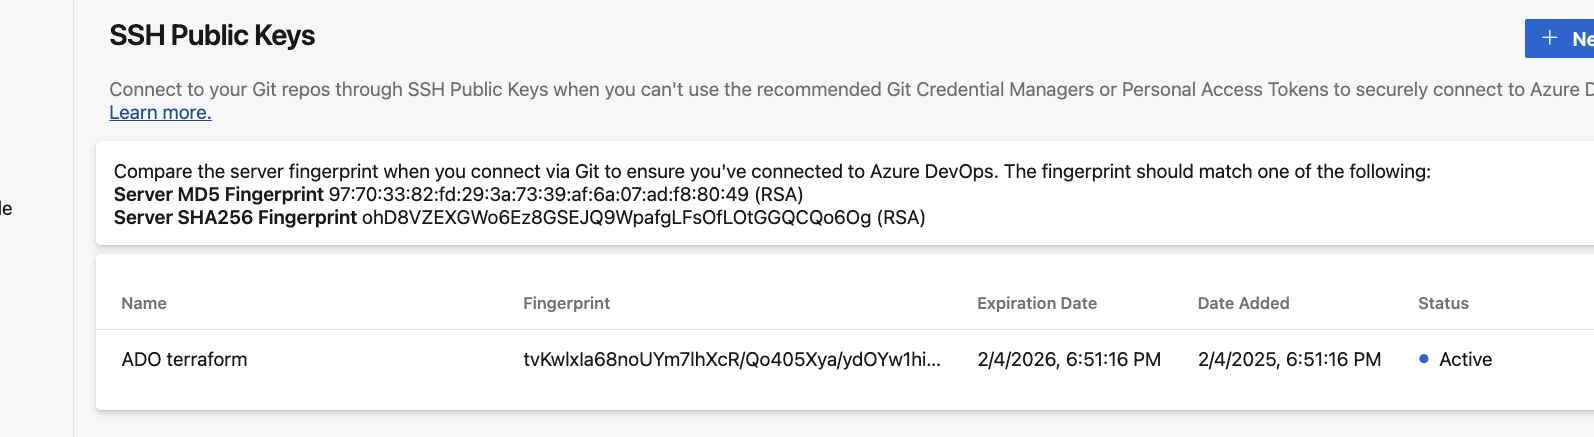 SSH Public Keys
+ Ne
Connect to your Git repos through SSH Public Keys when you can't use the recommended Git Credential Managers or Personal Access Tokens to securely connect to Azure D
Learn more.
Compare the server fingerprint when you connect via Git to ensure you've connected to Azure DevOps. The fingerprint should match one of the following:
Server MD5 Fingerprint 97:70:33:82:fd:29:3a:73:39:af:6a:07:ad:f8:80:49 (RSA)
le
Server SHA256 Fingerprint ohD8VZEXGWo6Ez8GSEJQ9WpafgLFsOfLOtGGQCQo6Og (RSA)
Name Fingerprint Expiration Date Date Added Status
ADO terraform tvKwlxla68noUYm7lhXcR/Qo405Xya/ydOYw1hi... 2/4/2026, 6:51:16 PM 2/4/2025, 6:51:16 PM Active